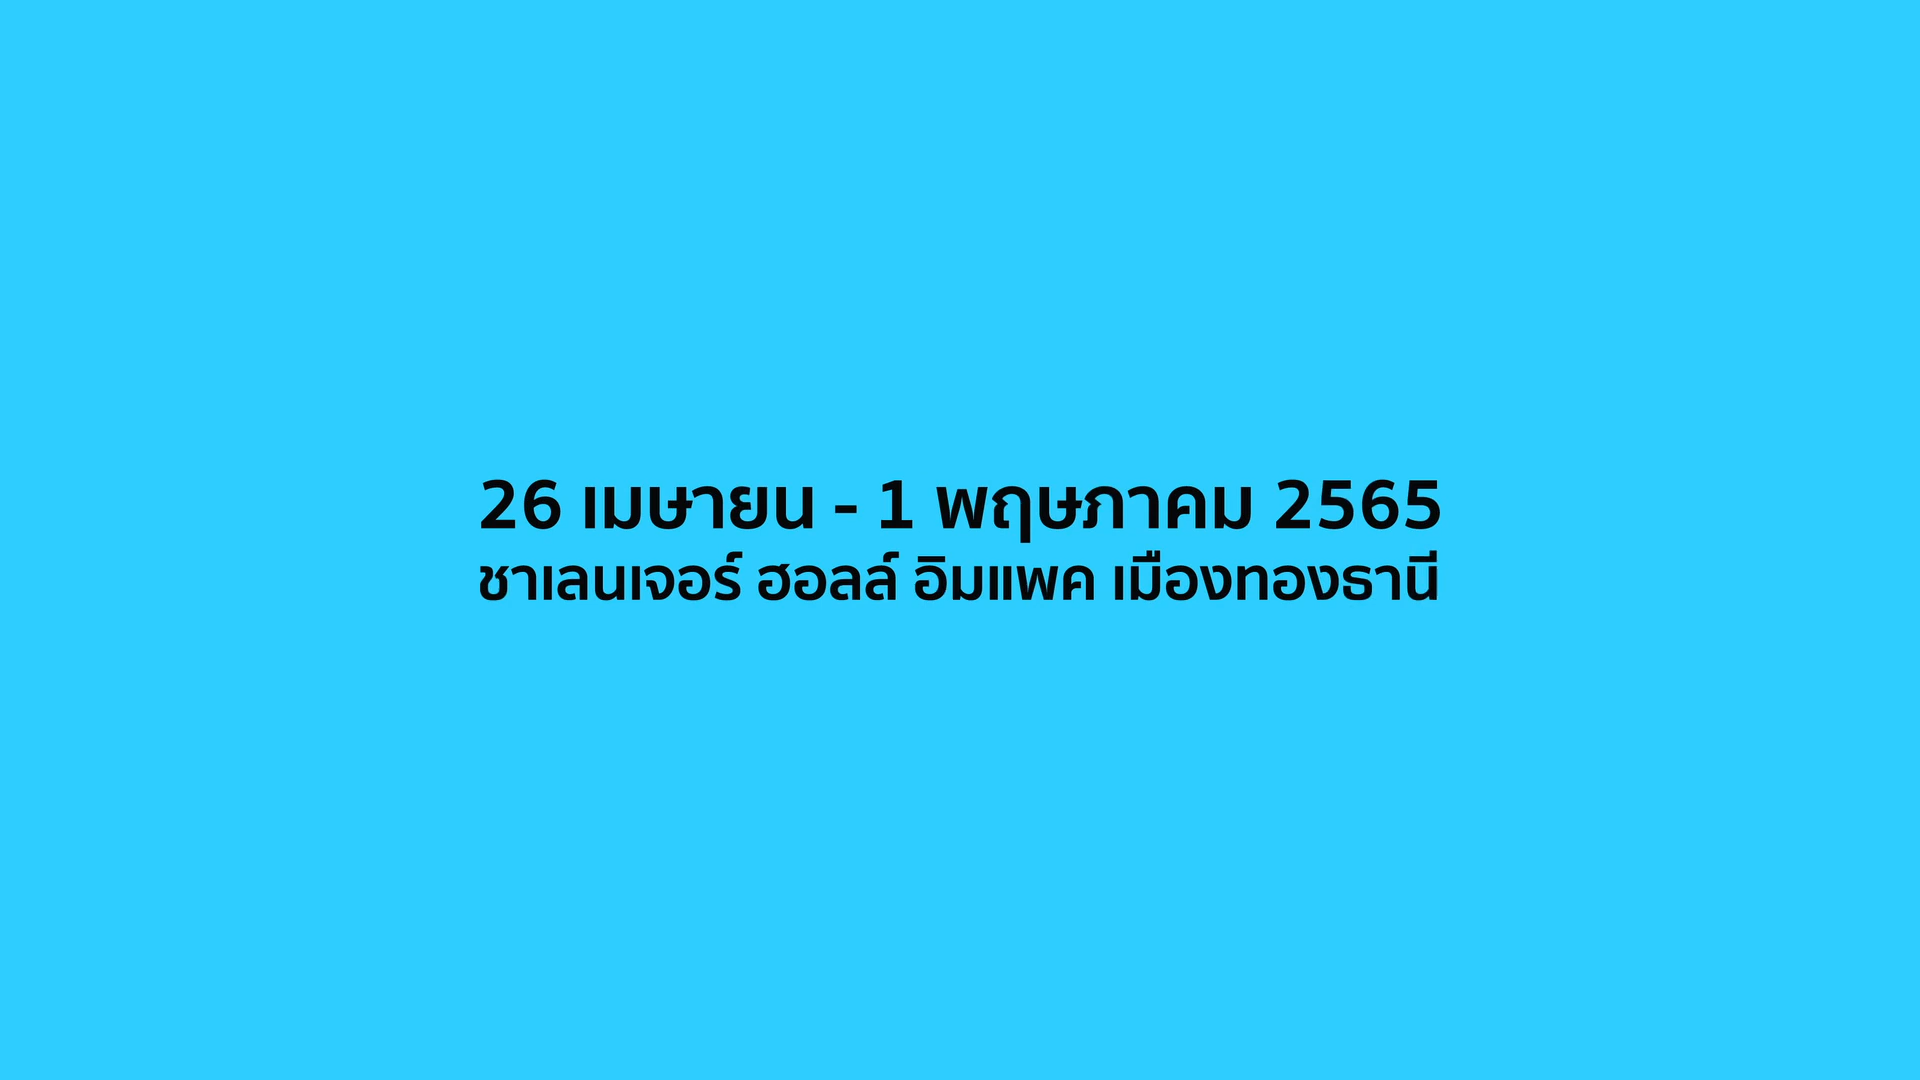 26 เมษายน - 1 พฤษภาคม 2565
ชาเลนเจอร์ ฮอลล์ อิมแพค เมืองทองธานี